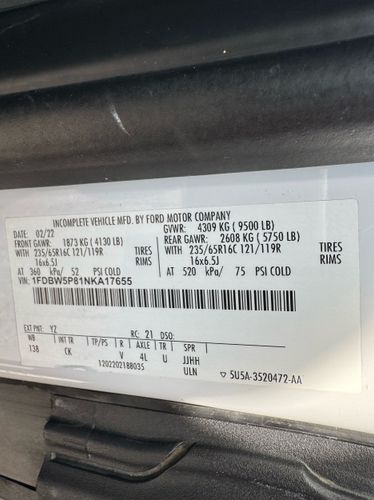 INCOMPLETE VEHICLE MFD. BY FORD MOTOR COMPANY
DATE: 02/22 GVWR: 4309 KG ( 9500 LB)
FRONT GAWR: 1873 KG ( 4130 LB) REAR GAWR: 2608 KG ( 5750 LB)
WITH 235/65R16C 121/119R TIRES WITH 235/65R16C 121/119R TIRES
16x6.5J RIMS 16x6.5J RIMS
AT 360 kPa/ 52 PSI COLD AT 520 kPa/ 75 PSI COLD
VIN: 1FDBW5P81NKA17655
EXT PNT: YZ RC: 21 DSO:
WB INT TR TP/PS R AXLE TR SPR
138 CK V 4L U JJHH
1202202188035 ULN ▽ 5U5A-3520472-AA